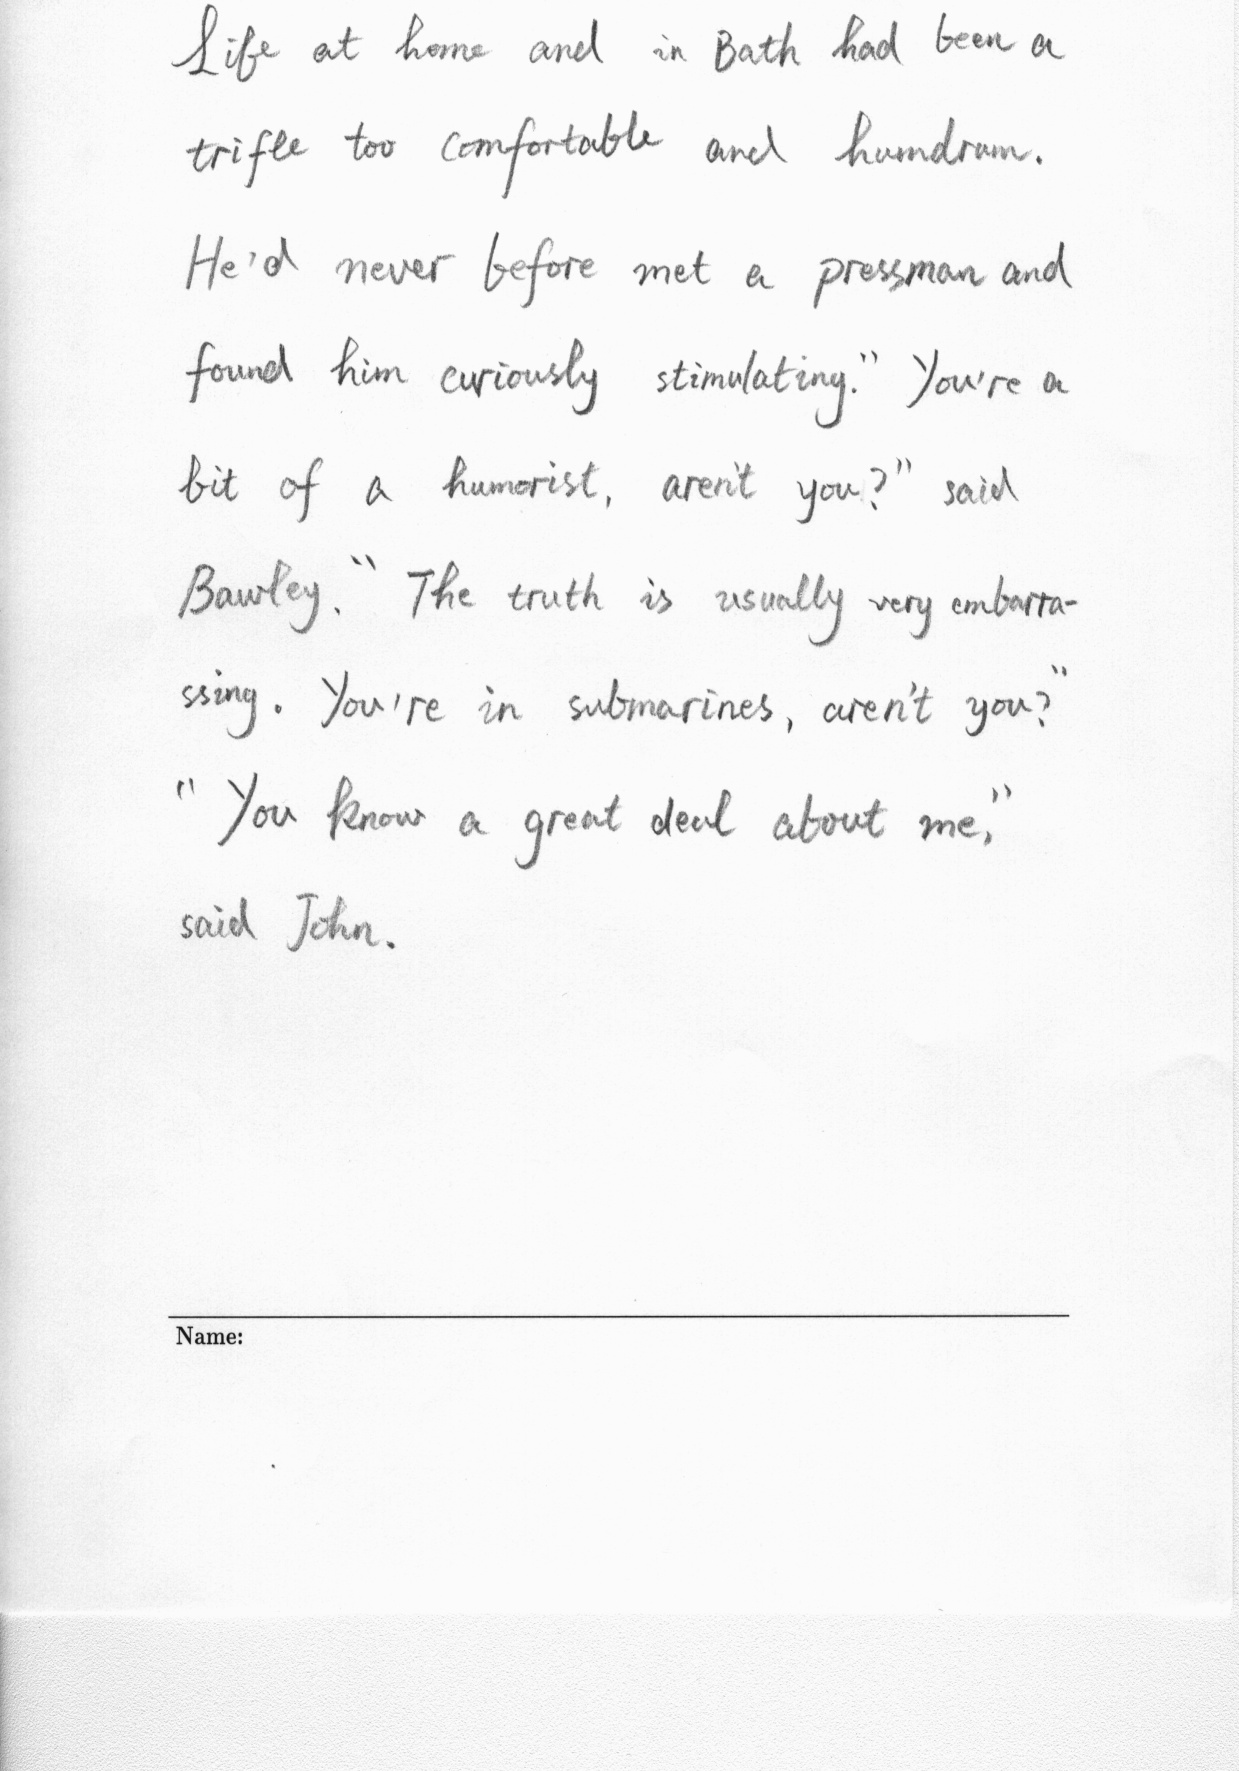 Life at home and in Bath had been a
trifle too comfortable and humdrum.
He'd never before met a pressman and
found him curiously stimulating." You're a
bit of a humorist, aren't you?" said
Bawley. " The truth is usually very embarra-
ssing. You're in submarines, aren't you?"
" You know a great deal about me,"
said John.
Name: